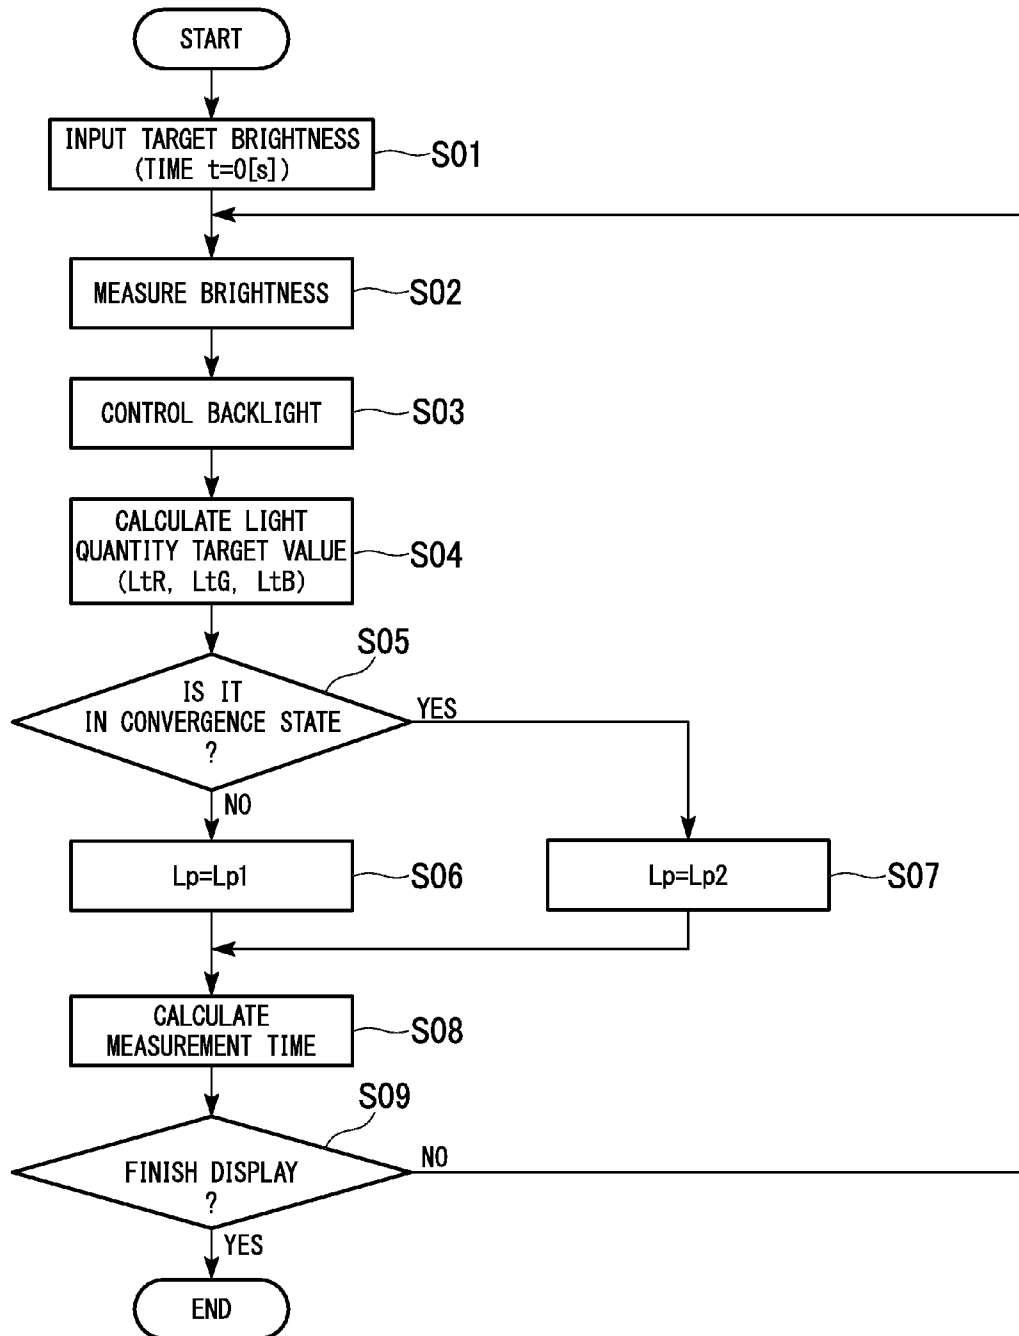 START
INPUT TARGET BRIGHTNESS
(TIME t=0[s])
S01
MEASURE BRIGHTNESS
S02
CONTROL BACKLIGHT
S03
CALCULATE LIGHT
QUANTITY TARGET VALUE
(LtR, LtG, LtB)
S04
S05
IS IT
IN CONVERGENCE STATE
?
YES
NO
Lp=Lp1
S06
Lp=Lp2
S07
CALCULATE
MEASUREMENT TIME
S08
S09
FINISH DISPLAY
?
NO
YES
END